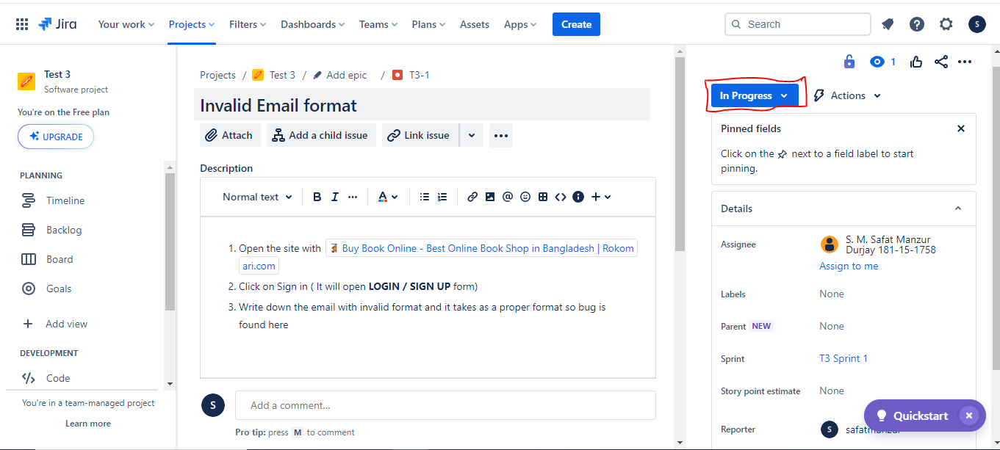 Jira
Your work
Projects
Filters
Dashboards
Teams
Plans
Assets
Apps
Create
Search
S
Test 3
Software project
You're on the Free plan
UPGRADE
PLANNING
Timeline
Backlog
Board
Goals
Add view
DEVELOPMENT
Code
You're in a team-managed project
Learn more
Projects / Test 3 / Add epic / T3-1
Invalid Email format
Attach
Add a child issue
Link issue
Description
Normal text
B I A @
1. Open the site with Buy Book Online - Best Online Book Shop in Bangladesh | Rokom
ari.com
2. Click on Sign in ( It will open LOGIN / SIGN UP form)
3. Write down the email with invalid format and it takes as a proper format so bug is
found here
S
Add a comment...
Pro tip: press M to comment
1
In Progress
Actions
Pinned fields
Click on the next to a field label to start
pinning.
Details
Assignee
S. M. Safat Manzur
Durjay 181-15-1758
Assign to me
Labels
None
Parent NEW
None
Sprint
T3 Sprint 1
Story point estimate
None
Quickstart
Reporter
S
safatmanzur